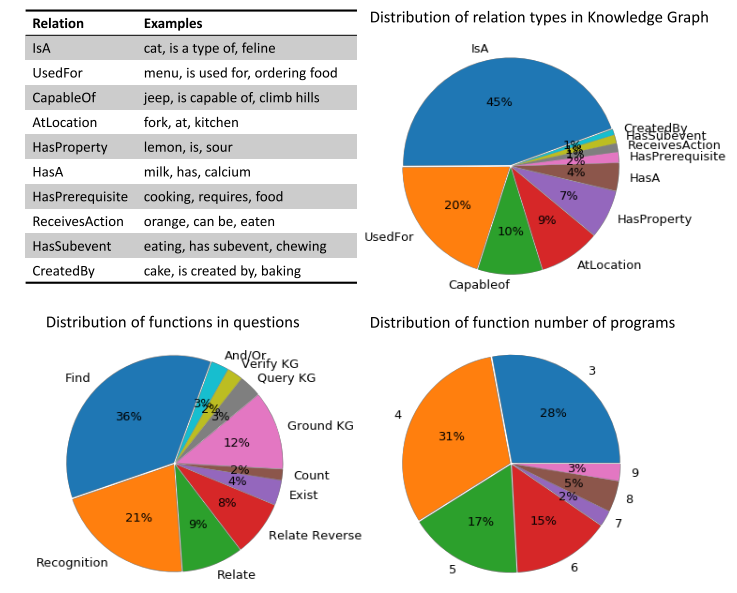 Relation Examples
IsA cat, is a type of, feline
UsedFor menu, is used for, ordering food
CapableOf jeep, is capable of, climb hills
AtLocation fork, at, kitchen
HasProperty lemon, is, sour
HasA milk, has, calcium
HasPrerequisite cooking, requires, food
ReceivesAction orange, can be, eaten
HasSubevent eating, has subevent, chewing
CreatedBy cake, is created by, baking
Distribution of relation types in Knowledge Graph
IsA
45%
CreatedBy
HasSubevent
1%
ReceivesAction
HasPrerequisite
2%
HasA
4%
HasProperty
7%
AtLocation
9%
Capableof
10%
UsedFor
20%
Distribution of functions in questions
Find
36%
And/Or
3%
Verify KG
2%
Query KG
3%
Ground KG
12%
Count
2%
Exist
4%
Relate Reverse
8%
Relate
9%
Recognition
21%
Distribution of function number of programs
3
28%
4
31%
5
17%
6
15%
7
2%
8
5%
9
3%